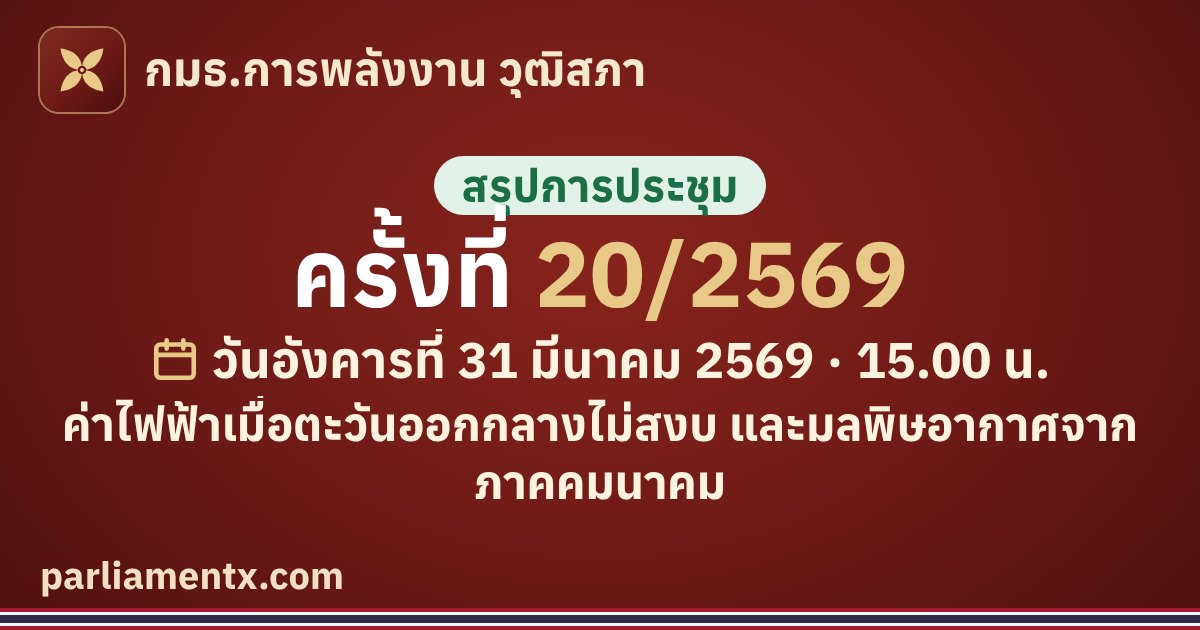 กมธ.การพลังงาน วุฒิสภา
สรุปการประชุม
ครั้งที่ 20/2569
วันอังคารที่ 31 มีนาคม 2569 · 15.00 น.
ค่าไฟฟ้าเมื่อตะวันออกกลางไม่สงบ และมลพิษอากาศจาก
ภาคคมนาคม
parliamentx.com